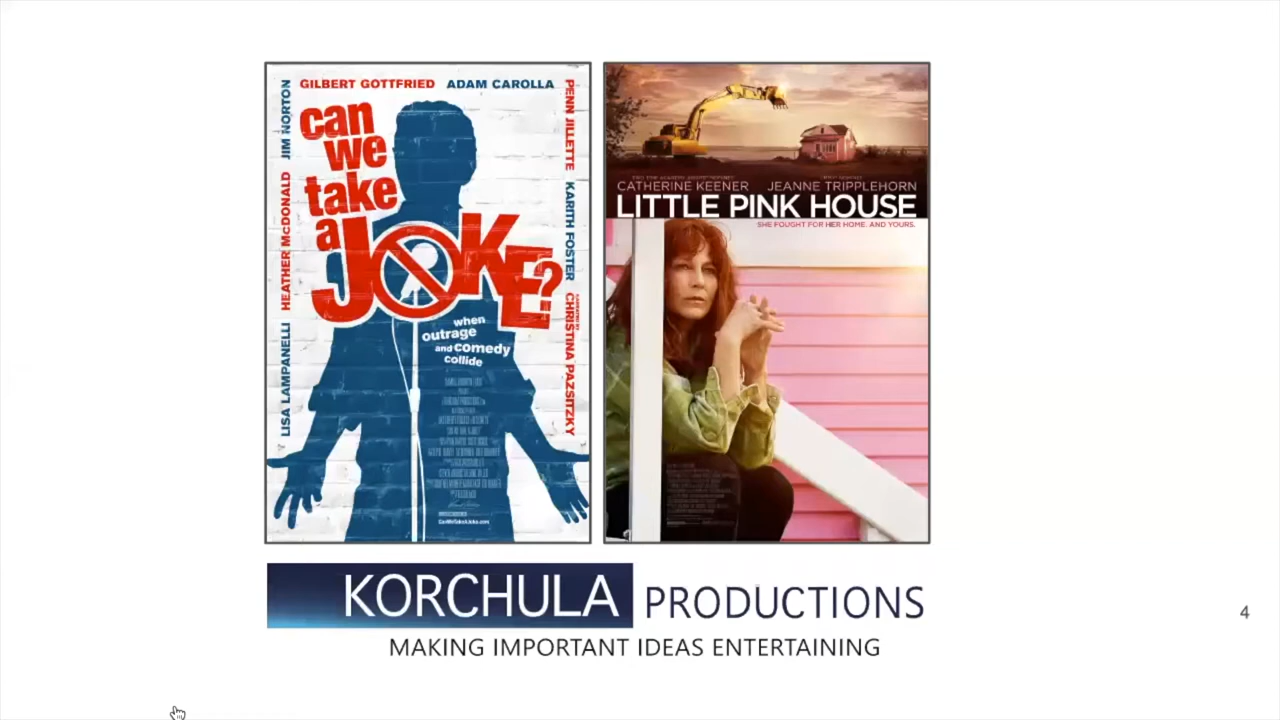 GILBERT GOTTFRIED ADAM CAROLLA
JIM NORTON
HEATHER MCDONALD
LISA LAMPANELLI
PENN JILLETTE
KARITH FOSTER
CHRISTINA PAZSITZKY
can
we
take
a JOKE?
when
outrage
and comedy
collide
CanWeTakeAJoke.com
CATHERINE KEENER JEANNE TRIPPLEHORN
LITTLE PINK HOUSE
SHE FOUGHT FOR HER HOME. AND YOURS.
KORCHULA PRODUCTIONS
MAKING IMPORTANT IDEAS ENTERTAINING
4